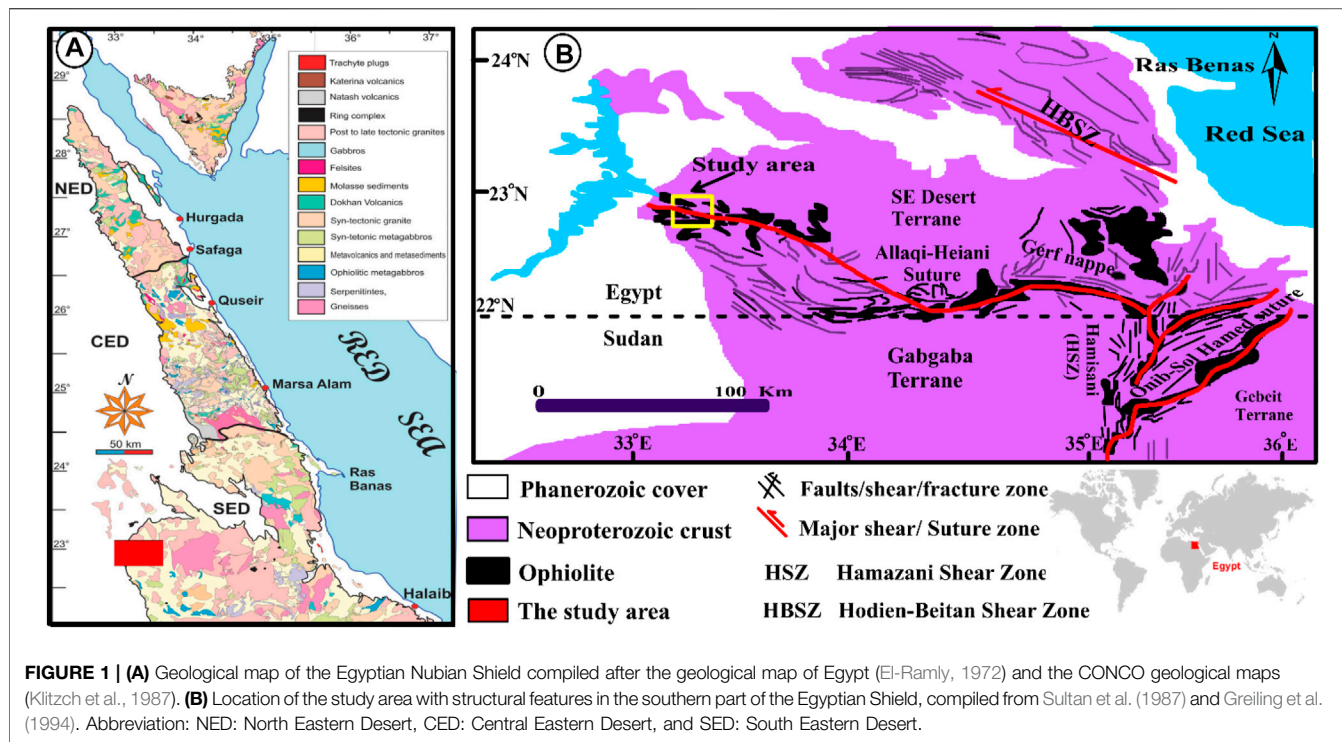 A
33°
34°
35°
36°
37°
29°
28°
27°
26°
25°
24°
23°
NED
CED
SED
Hurgada
Safaga
Quseir
Marsa Alam
Ras
Banas
Halaib
RED
SEA
N
50 km
Trachyte plugs
Katerina volcanics
Natash volcanics
Ring complex
Post to late tectonic granites
Gabbros
Felsites
Molasse sediments
Dokhan Volcanics
Syn-tectonic granite
Syn-tetonic metagabbros
Metavolcanics and metasediments
Ophiolitic metagabbros
Serpenitintes,
Gneisses
B
24°N
23°N
22°N
Ras Benas
Red Sea
z
HBSZ
Study area
SE Desert
Terrane
Allaqi-Heiani
Suture
Gerf nappe
Egypt
Sudan
Gabgaba
Terrane
Hamisani
(HSZ)
Onib-Sol Hamed suture
Gebeit
Terrane
0
100 Km
33°E
34°E
35°E
36°E
Phanerozoic cover
Neoproterozoic crust
Ophiolite
The study area
Faults/shear/fracture zone
Major shear/ Suture zone
HSZ Hamazani Shear Zone
HBSZ Hodien-Beitan Shear Zone
Egypt
FIGURE 1 | (A) Geological map of the Egyptian Nubian Shield compiled after the geological map of Egypt (El-Ramly, 1972) and the CONCO geological maps
(Klitzch et al., 1987). (B) Location of the study area with structural features in the southern part of the Egyptian Shield, compiled from Sultan et al. (1987) and Greiling et al.
(1994). Abbreviation: NED: North Eastern Desert, CED: Central Eastern Desert, and SED: South Eastern Desert.